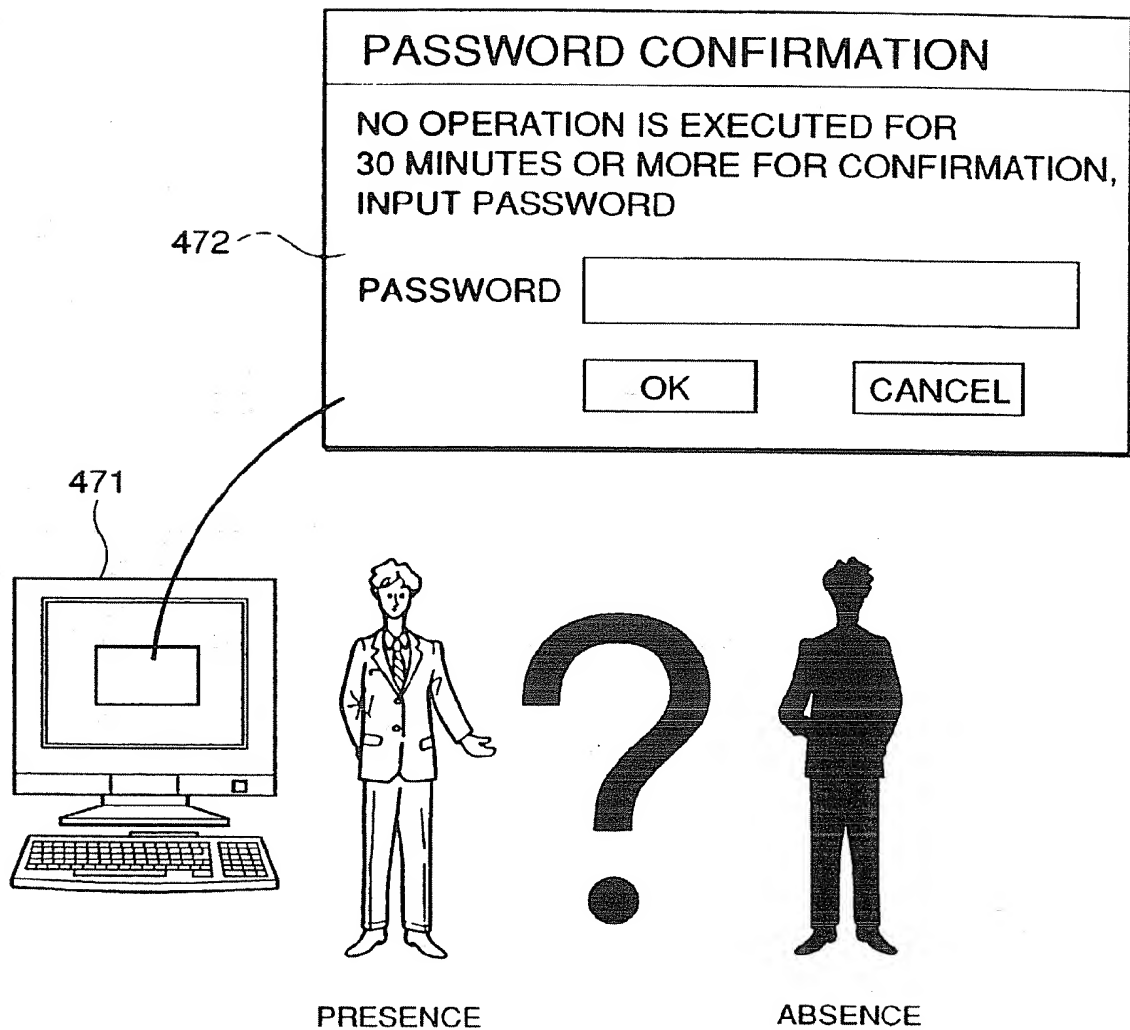 PASSWORD CONFIRMATION
NO OPERATION IS EXECUTED FOR
30 MINUTES OR MORE FOR CONFIRMATION,
INPUT PASSWORD
472
PASSWORD
OK
CANCEL
471
PRESENCE
ABSENCE